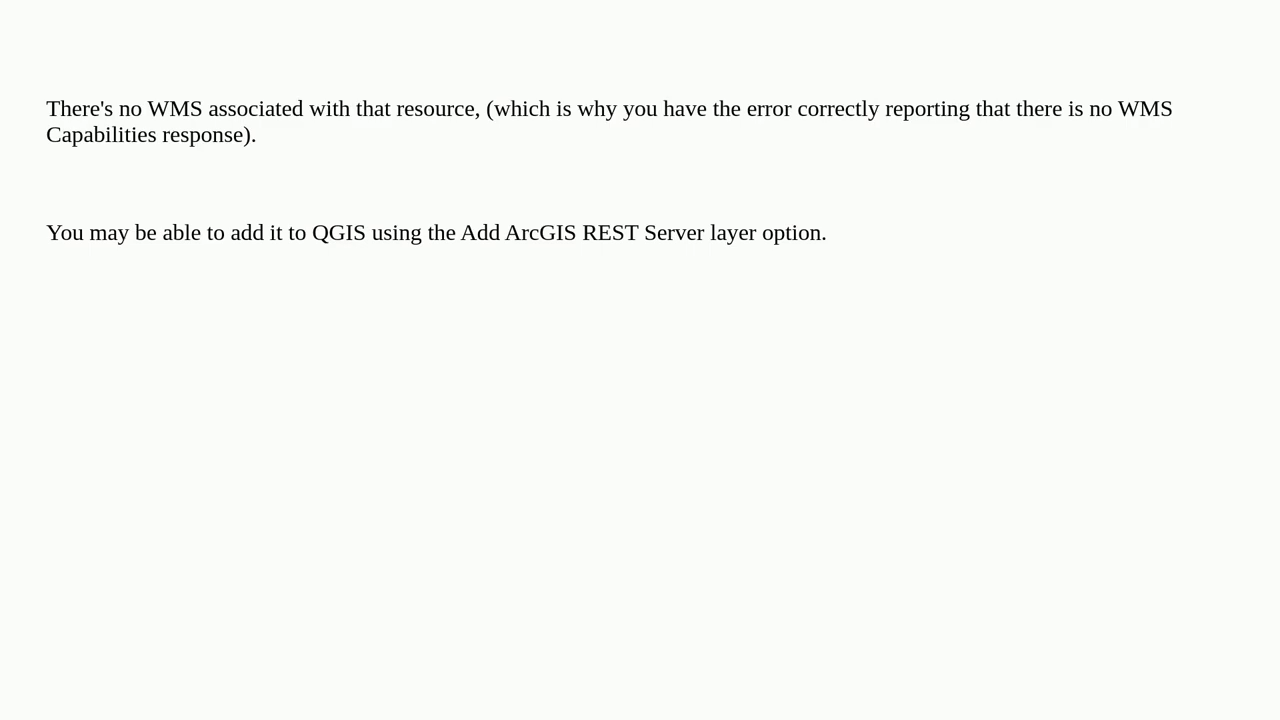 There's no WMS associated with that resource, (which is why you have the error correctly reporting that there is no WMS
Capabilities response).
You may be able to add it to QGIS using the Add ArcGIS REST Server layer option.